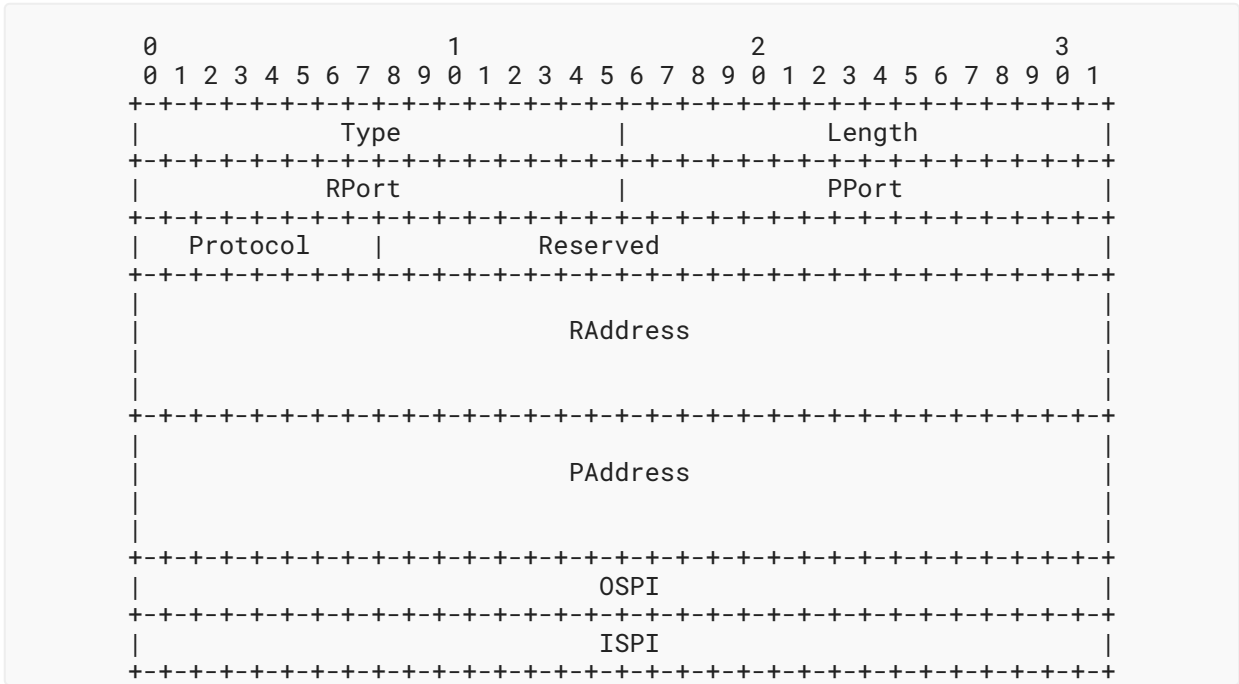 0                   1                   2                   3
 0 1 2 3 4 5 6 7 8 9 0 1 2 3 4 5 6 7 8 9 0 1 2 3 4 5 6 7 8 9 0 1
+-+-+-+-+-+-+-+-+-+-+-+-+-+-+-+-+-+-+-+-+-+-+-+-+-+-+-+-+-+-+-+-+
|             Type              |             Length            |
+-+-+-+-+-+-+-+-+-+-+-+-+-+-+-+-+-+-+-+-+-+-+-+-+-+-+-+-+-+-+-+-+
|            RPort              |             PPort             |
+-+-+-+-+-+-+-+-+-+-+-+-+-+-+-+-+-+-+-+-+-+-+-+-+-+-+-+-+-+-+-+-+
|   Protocol    |          Reserved                             |
+-+-+-+-+-+-+-+-+-+-+-+-+-+-+-+-+-+-+-+-+-+-+-+-+-+-+-+-+-+-+-+-+
|                                                               |
|                            RAddress                           |
|                                                               |
|                                                               |
+-+-+-+-+-+-+-+-+-+-+-+-+-+-+-+-+-+-+-+-+-+-+-+-+-+-+-+-+-+-+-+-+
|                                                               |
|                            PAddress                           |
|                                                               |
|                                                               |
+-+-+-+-+-+-+-+-+-+-+-+-+-+-+-+-+-+-+-+-+-+-+-+-+-+-+-+-+-+-+-+-+
|                              OSPI                             |
+-+-+-+-+-+-+-+-+-+-+-+-+-+-+-+-+-+-+-+-+-+-+-+-+-+-+-+-+-+-+-+-+
|                              ISPI                             |
+-+-+-+-+-+-+-+-+-+-+-+-+-+-+-+-+-+-+-+-+-+-+-+-+-+-+-+-+-+-+-+-+